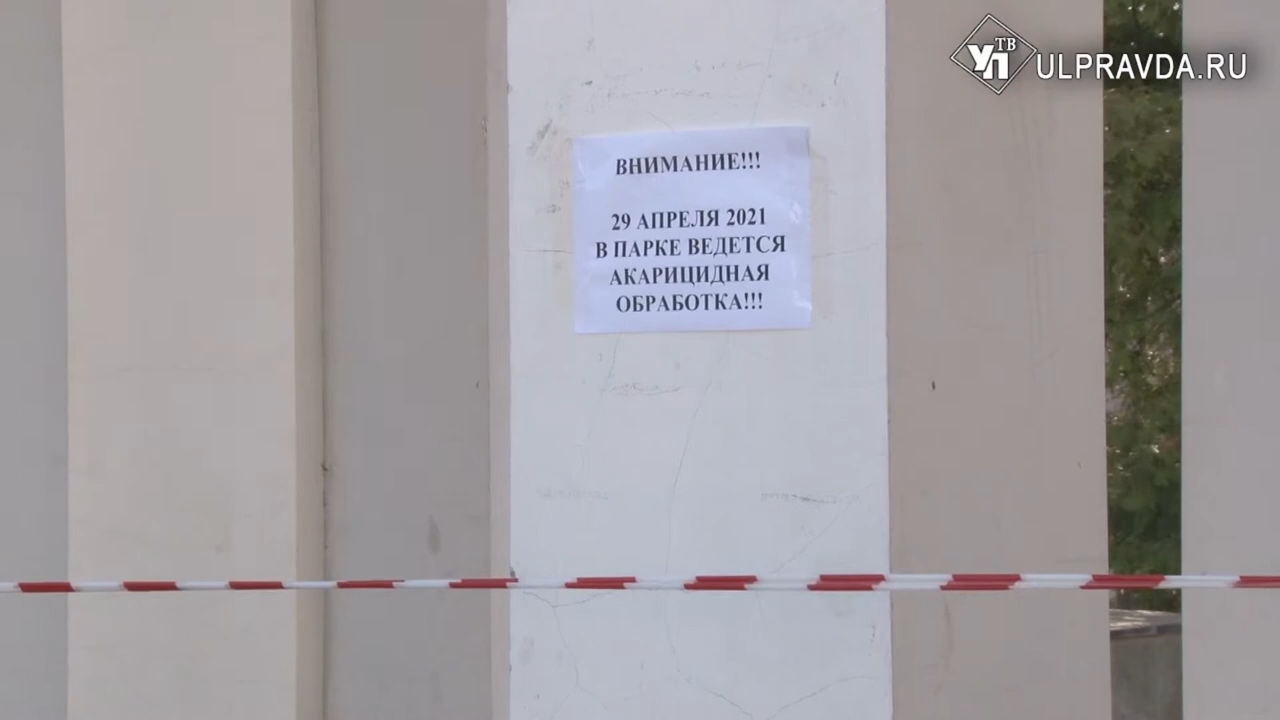 УП ТВ
ULPRAVDA.RU
ВНИМАНИЕ!!!
29 АПРЕЛЯ 2021
В ПАРКЕ ВЕДЕТСЯ
АКАРИЦИДНАЯ
ОБРАБОТКА!!!